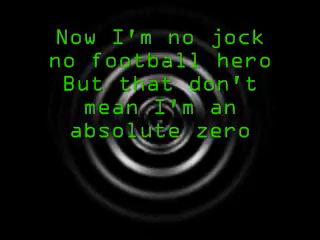 Now I'm no jock
no football hero
But that don't
mean I'm an
absolute zero